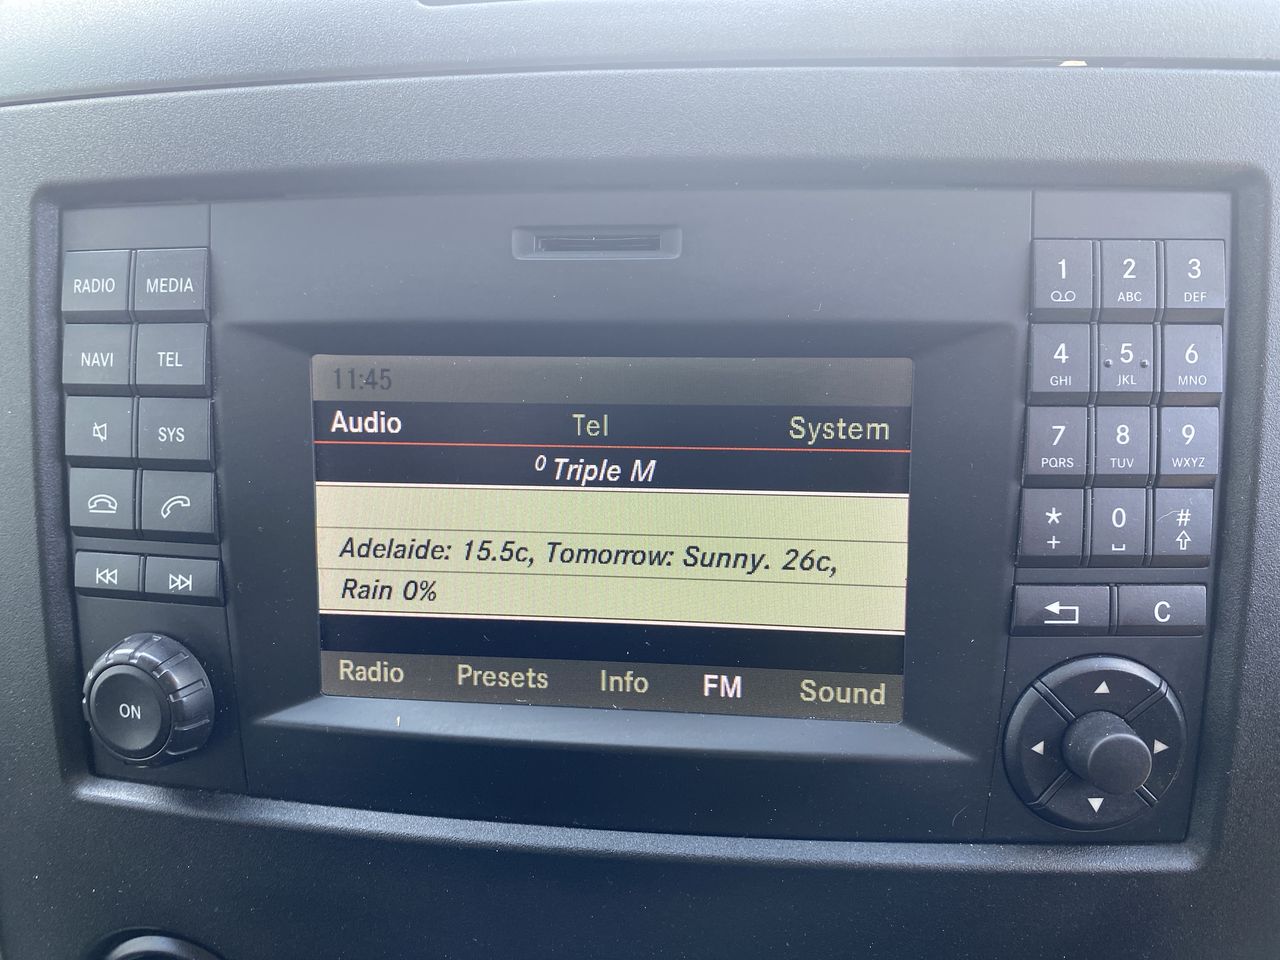 RADIO MEDIA
NAVI TEL
SYS
ON
11:45
Audio Tel System
0 Triple M
Adelaide: 15.5c, Tomorrow: Sunny. 26c,
Rain 0%
Radio Presets Info FM Sound
1 2 ABC 3 DEF
4 GHI 5 JKL 6 MNO
7 PQRS 8 TUV 9 WXYZ
* + 0 #
C